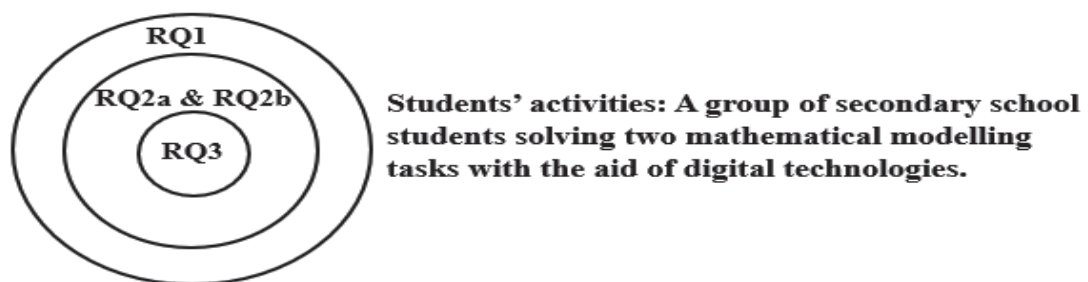 RQ1
RQ2a & RQ2b
RQ3
Students’ activities: A group of secondary school
students solving two mathematical modelling
tasks with the aid of digital technologies.